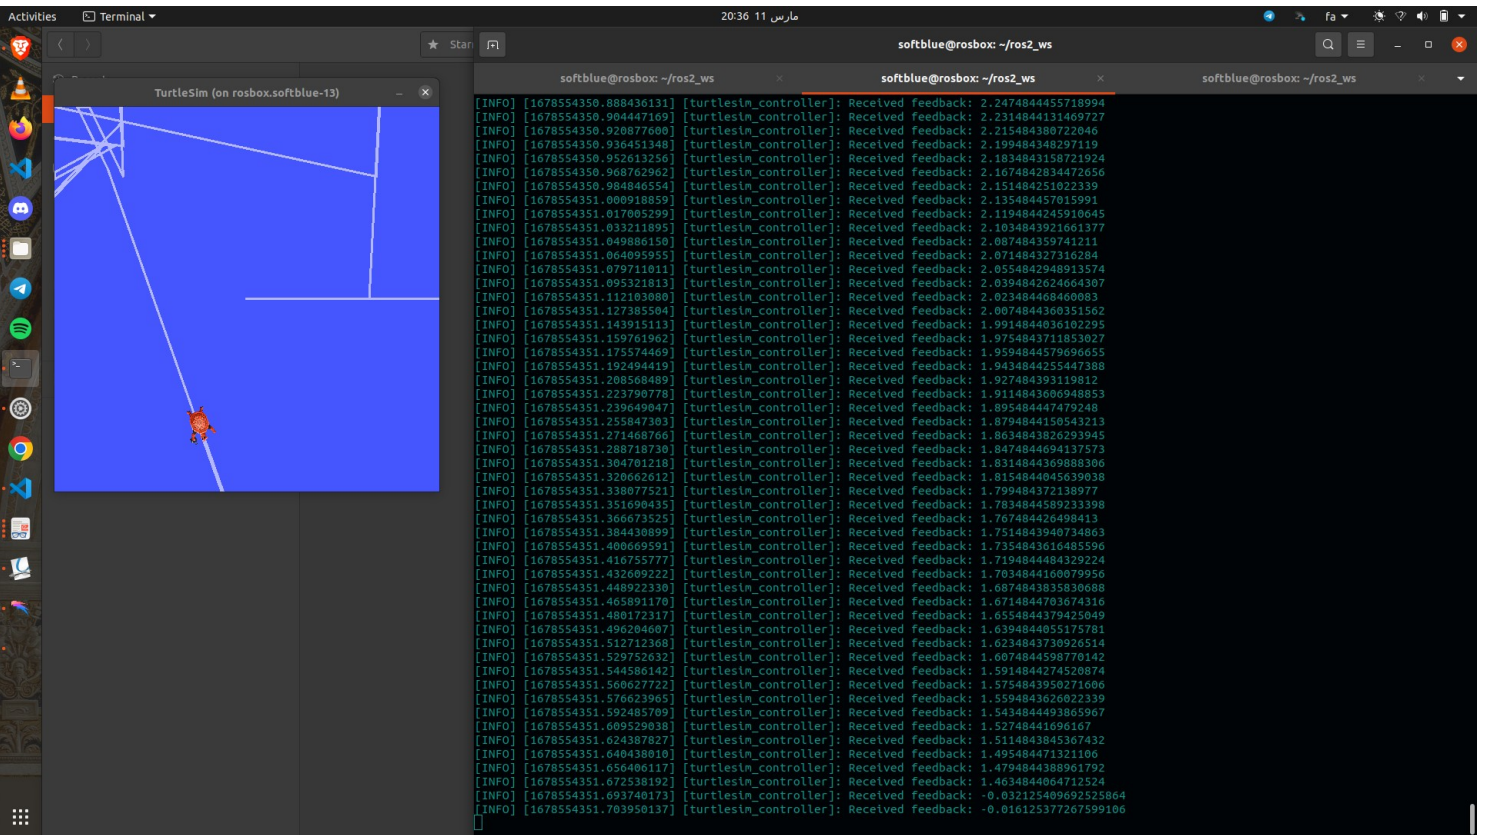 Activities
Terminal
20:36 11 مارس
fa
Star
softblue@rosbox: ~/ros2_ws
softblue@rosbox: ~/ros2_ws
softblue@rosbox: ~/ros2_ws
softblue@rosbox: ~/ros2_ws
TurtleSim (on rosbox.softblue-13)
[INFO] [1678554350.888436131] [turtlesim_controller]: Received feedback: 2.2474844455718994
[INFO] [1678554350.904447169] [turtlesim_controller]: Received feedback: 2.2314844131469727
[INFO] [1678554350.920877600] [turtlesim_controller]: Received feedback: 2.215484380722046
[INFO] [1678554350.936451348] [turtlesim_controller]: Received feedback: 2.199484348297119
[INFO] [1678554350.952613256] [turtlesim_controller]: Received feedback: 2.1834843158721924
[INFO] [1678554350.968762962] [turtlesim_controller]: Received feedback: 2.1674842834472656
[INFO] [1678554350.984846554] [turtlesim_controller]: Received feedback: 2.151484251022339
[INFO] [1678554351.000918859] [turtlesim_controller]: Received feedback: 2.135484457015991
[INFO] [1678554351.017005299] [turtlesim_controller]: Received feedback: 2.1194844245910645
[INFO] [1678554351.033211895] [turtlesim_controller]: Received feedback: 2.1034843921661377
[INFO] [1678554351.049886150] [turtlesim_controller]: Received feedback: 2.087484359741211
[INFO] [1678554351.064095955] [turtlesim_controller]: Received feedback: 2.071484327316284
[INFO] [1678554351.079711011] [turtlesim_controller]: Received feedback: 2.0554842948913574
[INFO] [1678554351.095321813] [turtlesim_controller]: Received feedback: 2.0394842624664307
[INFO] [1678554351.112103080] [turtlesim_controller]: Received feedback: 2.023484468460083
[INFO] [1678554351.127385504] [turtlesim_controller]: Received feedback: 2.0074844360351562
[INFO] [1678554351.143915113] [turtlesim_controller]: Received feedback: 1.9914844036102295
[INFO] [1678554351.159761962] [turtlesim_controller]: Received feedback: 1.9754843711853027
[INFO] [1678554351.175574469] [turtlesim_controller]: Received feedback: 1.9594844579696655
[INFO] [1678554351.192494419] [turtlesim_controller]: Received feedback: 1.9434844255447388
[INFO] [1678554351.208568489] [turtlesim_controller]: Received feedback: 1.927484393119812
[INFO] [1678554351.223790778] [turtlesim_controller]: Received feedback: 1.9114843606948853
[INFO] [1678554351.239649047] [turtlesim_controller]: Received feedback: 1.895484447479248
[INFO] [1678554351.255847303] [turtlesim_controller]: Received feedback: 1.8794844150543213
[INFO] [1678554351.271468766] [turtlesim_controller]: Received feedback: 1.8634843826293945
[INFO] [1678554351.288718730] [turtlesim_controller]: Received feedback: 1.8474844694137573
[INFO] [1678554351.304701218] [turtlesim_controller]: Received feedback: 1.8314844369888306
[INFO] [1678554351.320662612] [turtlesim_controller]: Received feedback: 1.8154844045639038
[INFO] [1678554351.338077521] [turtlesim_controller]: Received feedback: 1.799484372138977
[INFO] [1678554351.351690435] [turtlesim_controller]: Received feedback: 1.7834844589233398
[INFO] [1678554351.366673525] [turtlesim_controller]: Received feedback: 1.767484426498413
[INFO] [1678554351.384430899] [turtlesim_controller]: Received feedback: 1.7514843940734863
[INFO] [1678554351.400669591] [turtlesim_controller]: Received feedback: 1.7354843616485596
[INFO] [1678554351.416755777] [turtlesim_controller]: Received feedback: 1.7194844484329224
[INFO] [1678554351.432609222] [turtlesim_controller]: Received feedback: 1.7034844160079956
[INFO] [1678554351.448922330] [turtlesim_controller]: Received feedback: 1.6874843835830688
[INFO] [1678554351.465891170] [turtlesim_controller]: Received feedback: 1.6714844703674316
[INFO] [1678554351.480172317] [turtlesim_controller]: Received feedback: 1.6554844379425049
[INFO] [1678554351.496204607] [turtlesim_controller]: Received feedback: 1.6394844055175781
[INFO] [1678554351.512712368] [turtlesim_controller]: Received feedback: 1.6234843730926514
[INFO] [1678554351.529752632] [turtlesim_controller]: Received feedback: 1.6074844598770142
[INFO] [1678554351.544586142] [turtlesim_controller]: Received feedback: 1.5914844274520874
[INFO] [1678554351.560627722] [turtlesim_controller]: Received feedback: 1.5754843950271606
[INFO] [1678554351.576623965] [turtlesim_controller]: Received feedback: 1.5594843626022339
[INFO] [1678554351.592485709] [turtlesim_controller]: Received feedback: 1.5434844493865967
[INFO] [1678554351.609529038] [turtlesim_controller]: Received feedback: 1.52748441696167
[INFO] [1678554351.624387827] [turtlesim_controller]: Received feedback: 1.5114843845367432
[INFO] [1678554351.640438010] [turtlesim_controller]: Received feedback: 1.495484471321106
[INFO] [1678554351.656406117] [turtlesim_controller]: Received feedback: 1.4794844388961792
[INFO] [1678554351.672538192] [turtlesim_controller]: Received feedback: 1.4634844064712524
[INFO] [1678554351.693740173] [turtlesim_controller]: Received feedback: -0.032125409692525864
[INFO] [1678554351.703950137] [turtlesim_controller]: Received feedback: -0.016125377267599106